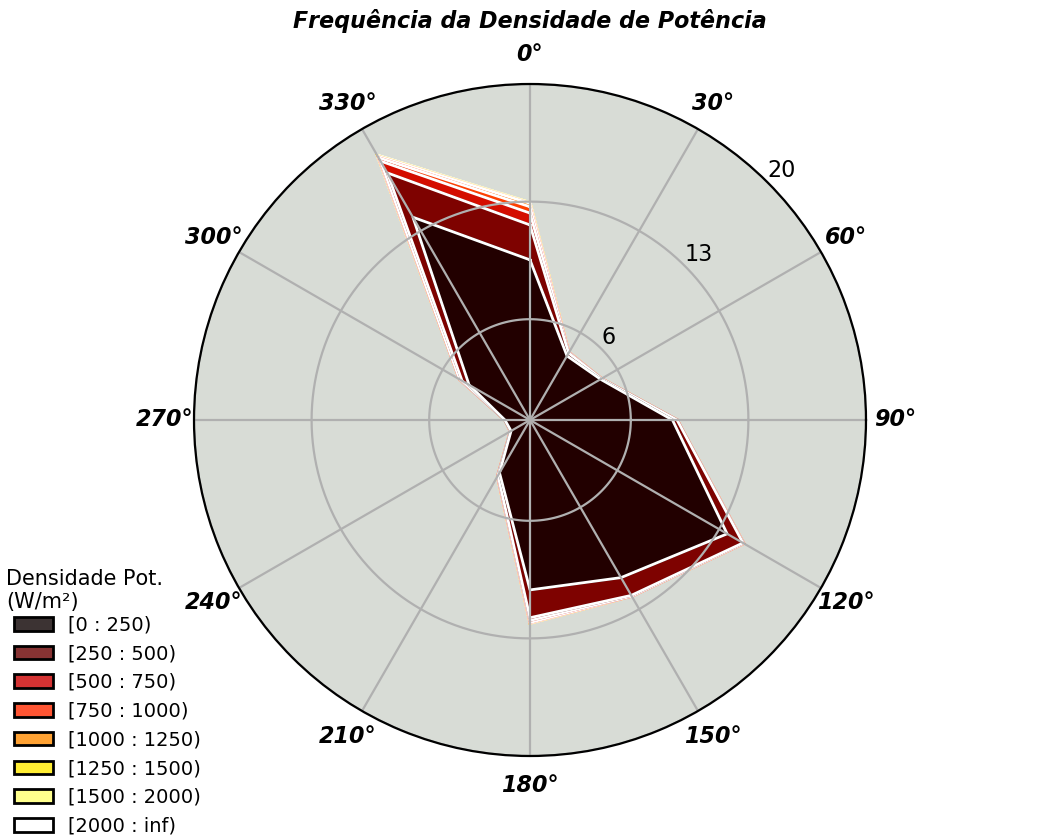 Frequência da Densidade de Potência
0°
330°
30°
20
300°
60°
13
6
270°
90°
240°
120°
210°
150°
180°
Densidade Pot.
(W/m²)
[0 : 250)
[250 : 500)
[500 : 750)
[750 : 1000)
[1000 : 1250)
[1250 : 1500)
[1500 : 2000)
[2000 : inf)